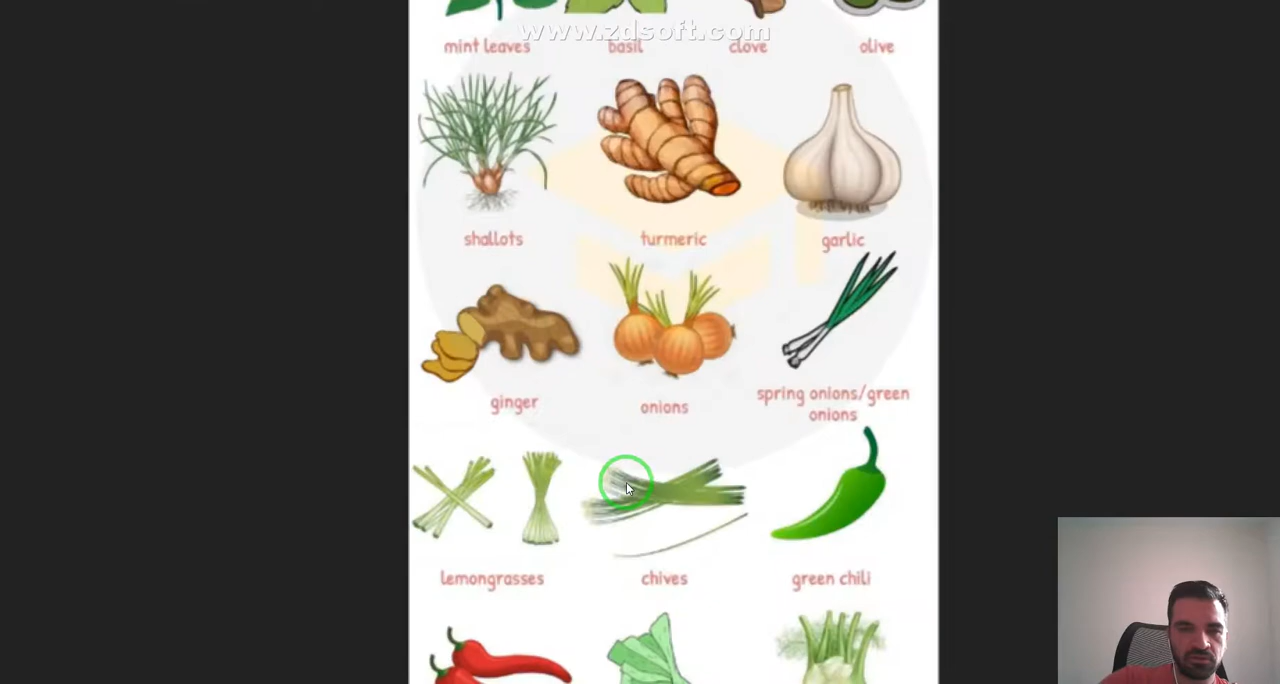 www.zdsoft.com
mint leaves
basil
clove
olive
shallots
turmeric
garlic
ginger
onions
spring onions/green
onions
lemongrasses
chives
green chili